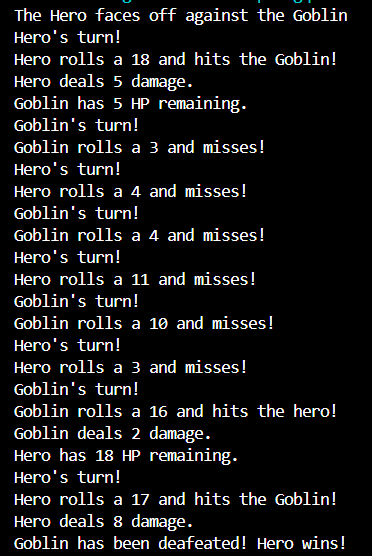 The Hero faces off against the Goblin
Hero's turn!
Hero rolls a 18 and hits the Goblin!
Hero deals 5 damage.
Goblin has 5 HP remaining.
Goblin's turn!
Goblin rolls a 3 and misses!
Hero's turn!
Hero rolls a 4 and misses!
Goblin's turn!
Goblin rolls a 4 and misses!
Hero's turn!
Hero rolls a 11 and misses!
Goblin's turn!
Goblin rolls a 10 and misses!
Hero's turn!
Hero rolls a 3 and misses!
Goblin's turn!
Goblin rolls a 16 and hits the hero!
Goblin deals 2 damage.
Hero has 18 HP remaining.
Hero's turn!
Hero rolls a 17 and hits the Goblin!
Hero deals 8 damage.
Goblin has been deafeated! Hero wins!